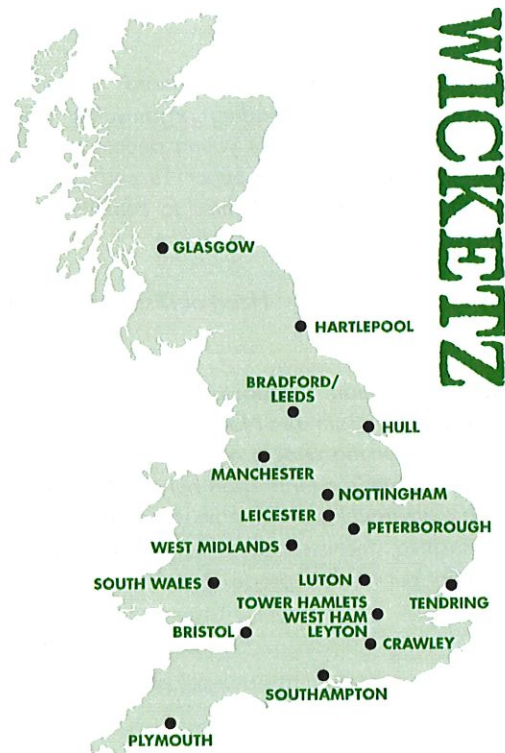 WICKETZ
GLASGOW
HARTLEPOOL
BRADFORD/
LEEDS
HULL
MANCHESTER
NOTTINGHAM
LEICESTER
PETERBOROUGH
WEST MIDLANDS
SOUTH WALES
LUTON
TENDRING
TOWER HAMLETS
WEST HAM
LEYTON
BRISTOL
CRAWLEY
SOUTHAMPTON
PLYMOUTH